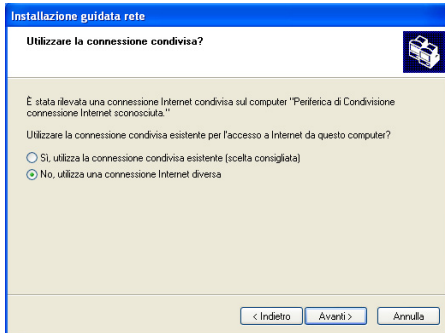 Installazione guidata rete
Utilizzare la connessione condivisa?
È stata rilevata una connessione Internet condivisa sul computer "Periferica di Condivisione
connessione Internet sconosciuta."
Utilizzare la connessione condivisa esistente per l'accesso a Internet da questo computer?
Sì, utilizza la connessione condivisa esistente (scelta consigliata)
No, utilizza una connessione Internet diversa
< Indietro Avanti > Annulla